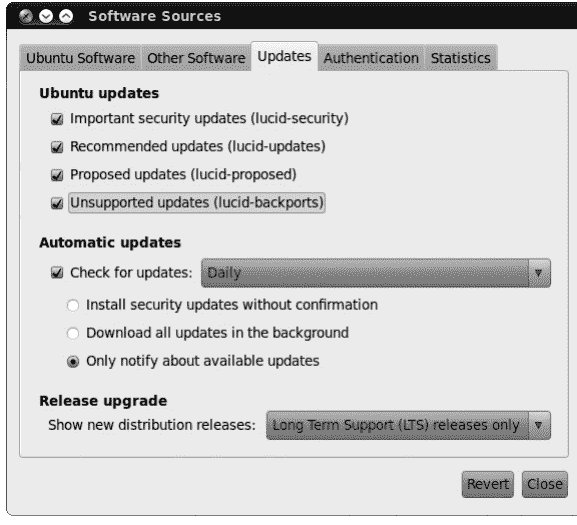 Software Sources
Ubuntu Software Other Software Updates Authentication Statistics
Ubuntu updates
Important security updates (lucid-security)
Recommended updates (lucid-updates)
Proposed updates (lucid-proposed)
Unsupported updates (lucid-backports)
Automatic updates
Check for updates: Daily
Install security updates without confirmation
Download all updates in the background
Only notify about available updates
Release upgrade
Show new distribution releases: Long Term Support (LTS) releases only
Revert Close